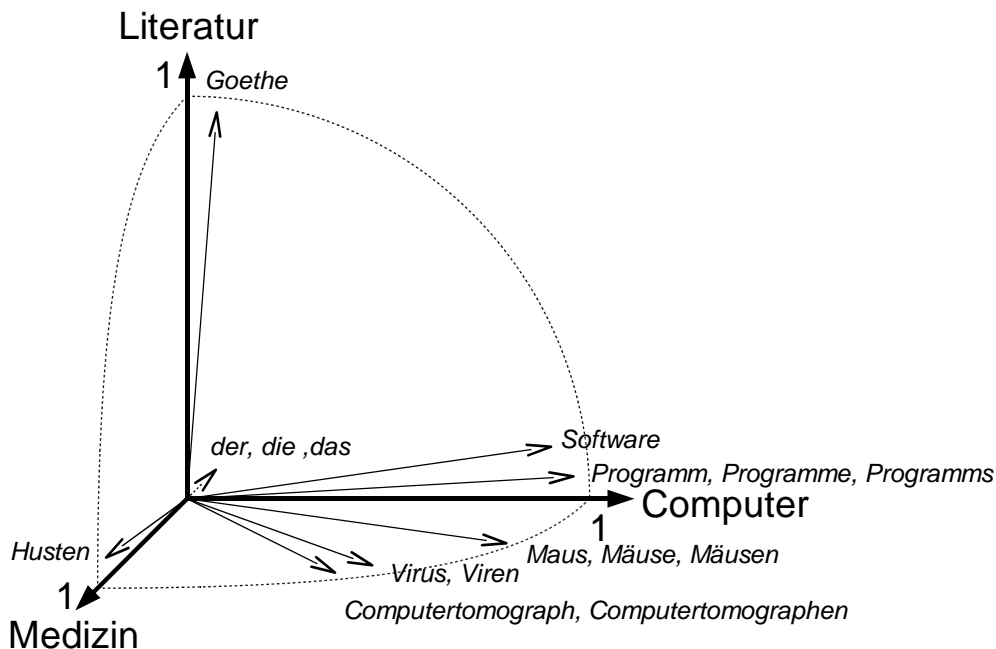 Literatur
1
Goethe
der, die ,das
Software
Programm, Programme, Programms
Computer
1
Husten
Maus, Mäuse, Mäusen
Virus, Viren
1
Computertomograph, Computertomographen
Medizin